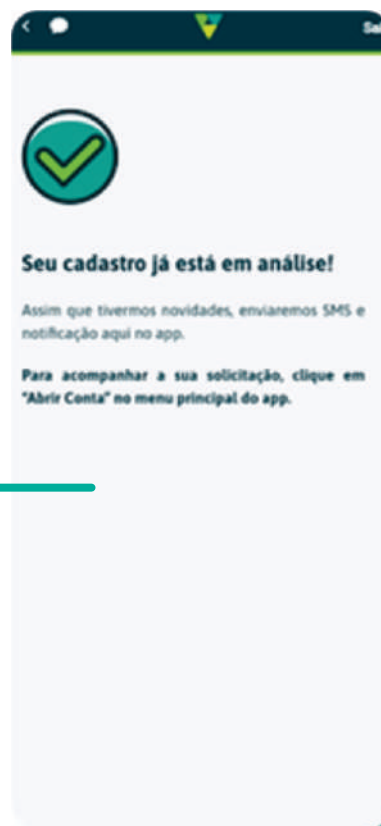 Seu cadastro já está em análise!
Assim que tivermos novidades, enviaremos SMS e
notificação aqui no app.
Para acompanhar a sua solicitação, clique em
"Abrir Conta" no menu principal do app.